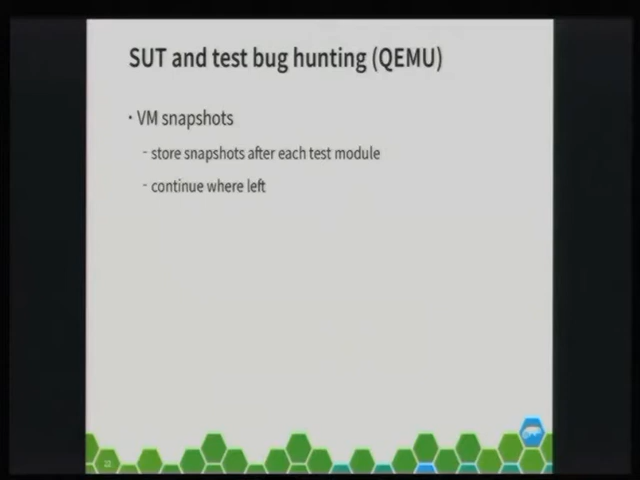 SUT and test bug hunting (QEMU)
· VM snapshots
- store snapshots after each test module
- continue where left